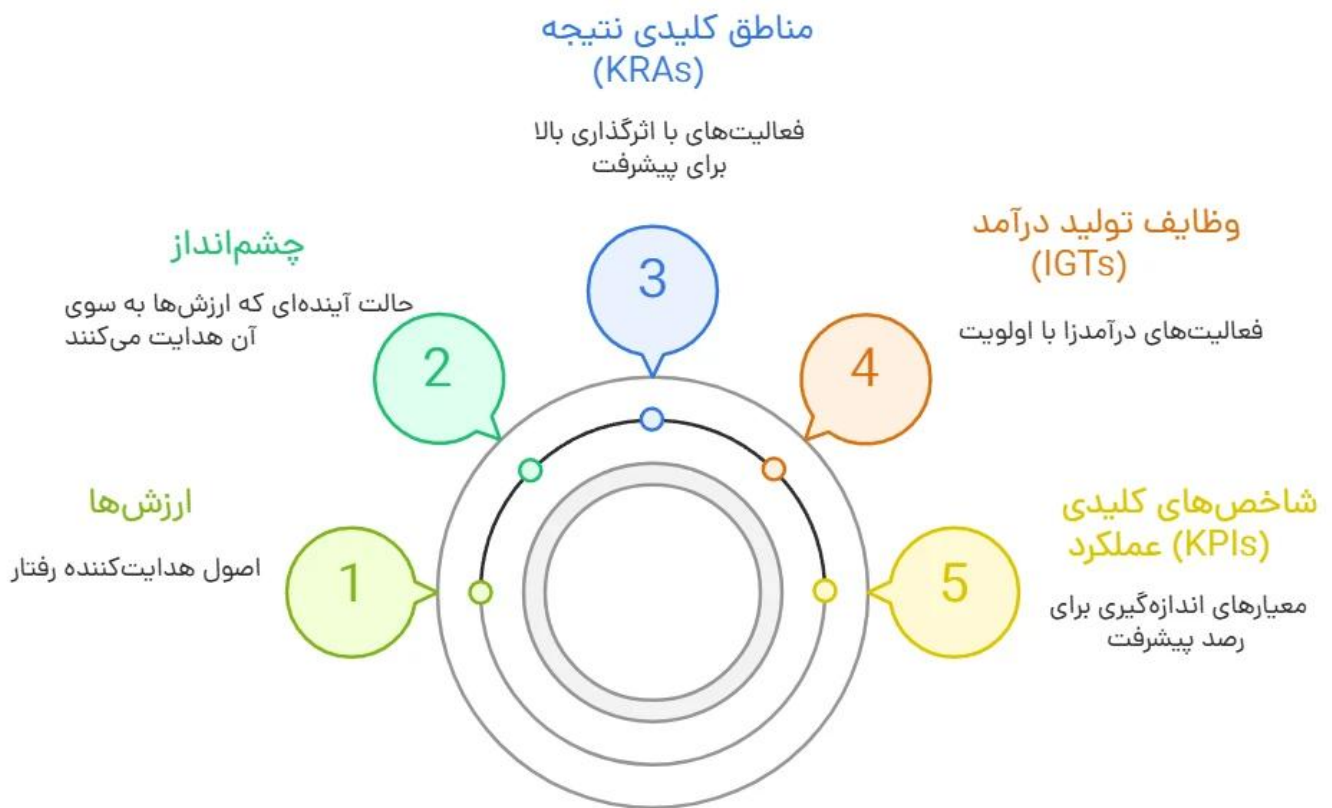 مناطق کلیدی نتیجه
(KRAs)
فعالیت‌های با اثرگذاری بالا
برای پیشرفت
3
وظایف تولید درآمد
(IGTs)
فعالیت‌های درآمدزا با اولویت
4
چشم‌انداز
حالت آینده‌ای که ارزش‌ها به سوی
آن هدایت می‌کنند
2
ارزش‌ها
اصول هدایت‌کننده رفتار
1
شاخص‌های کلیدی
عملکرد (KPIs)
معیارهای اندازه‌گیری برای
رصد پیشرفت
5